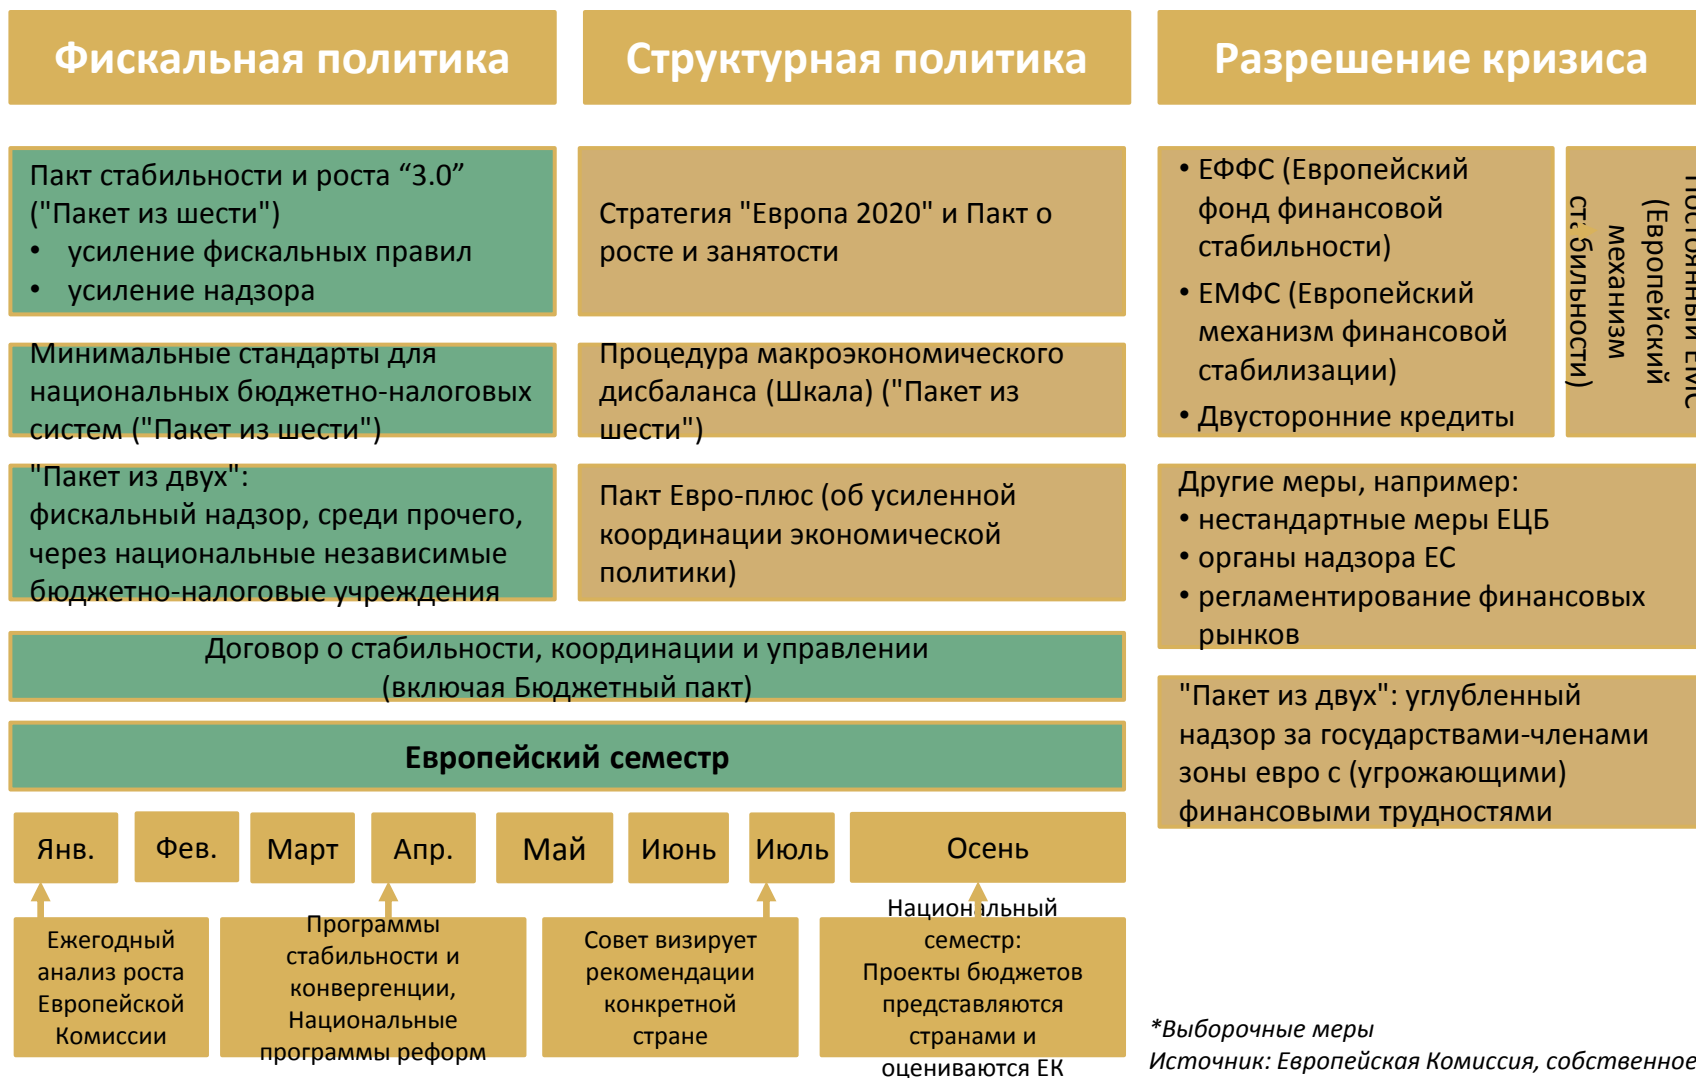 Фискальная политика
Структурная политика
Разрешение кризиса
Пакт стабильности и роста “3.0”
("Пакет из шести")
• усиление фискальных правил
• усиление надзора
Стратегия "Европа 2020" и Пакт о
росте и занятости
• ЕФФС (Европейский
фонд финансовой
стабильности)
• ЕМФС (Европейский
механизм финансовой
стабилизации)
• Двусторонние кредиты
Постоянный ЕМС
(Европейский
механизм
стабильности)
Минимальные стандарты для
национальных бюджетно-налоговых
систем ("Пакет из шести")
Процедура макроэкономического
дисбаланса (Шкала) ("Пакет из
шести")
"Пакет из двух":
фискальный надзор, среди прочего,
через национальные независимые
бюджетно-налоговые учреждения
Пакт Евро-плюс (об усиленной
координации экономической
политики)
Другие меры, например:
• нестандартные меры ЕЦБ
• органы надзора ЕС
• регламентирование финансовых
рынков
Договор о стабильности, координации и управлении
(включая Бюджетный пакт)
"Пакет из двух": углубленный
надзор за государствами-членами
зоны евро с (угрожающими)
финансовыми трудностями
Европейский семестр
Янв.
Фев.
Март
Апр.
Май
Июнь
Июль
Осень
Ежегодный
анализ роста
Европейской
Комиссии
Программы
стабильности и
конвергенции,
Национальные
программы реформ
Совет визирует
рекомендации
конкретной
стране
Национальный
семестр:
Проекты бюджетов
представляются
странами и
оцениваются ЕК
*Выборочные меры
Источник: Европейская Комиссия, собственное